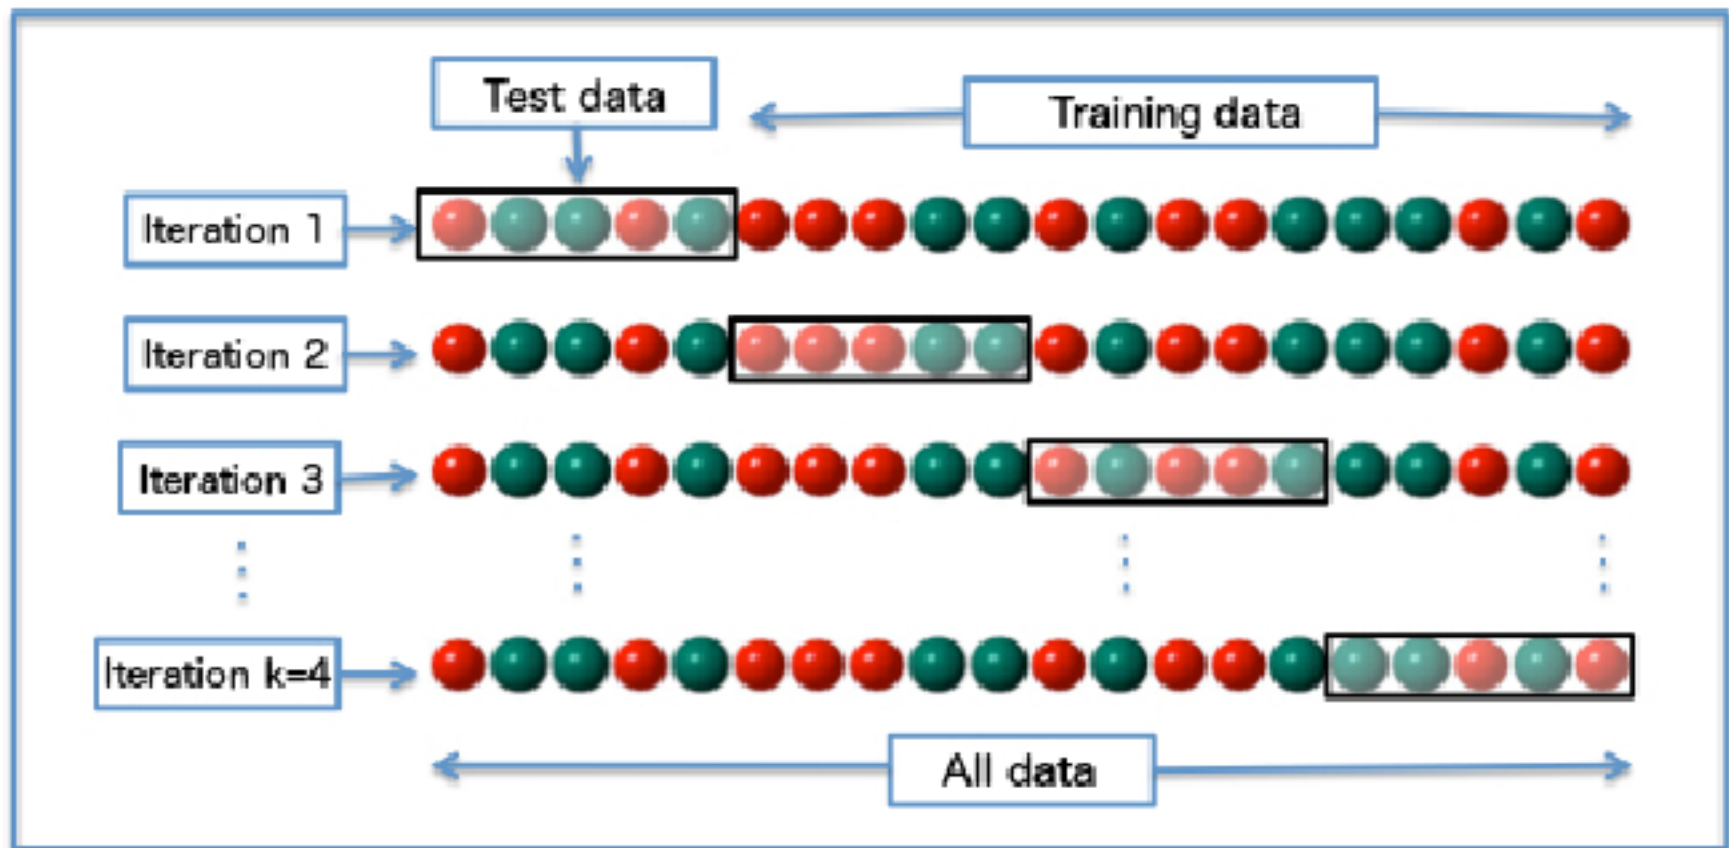 Test data
Training data
Iteration 1
Iteration 2
Iteration 3
Iteration k=4
All data